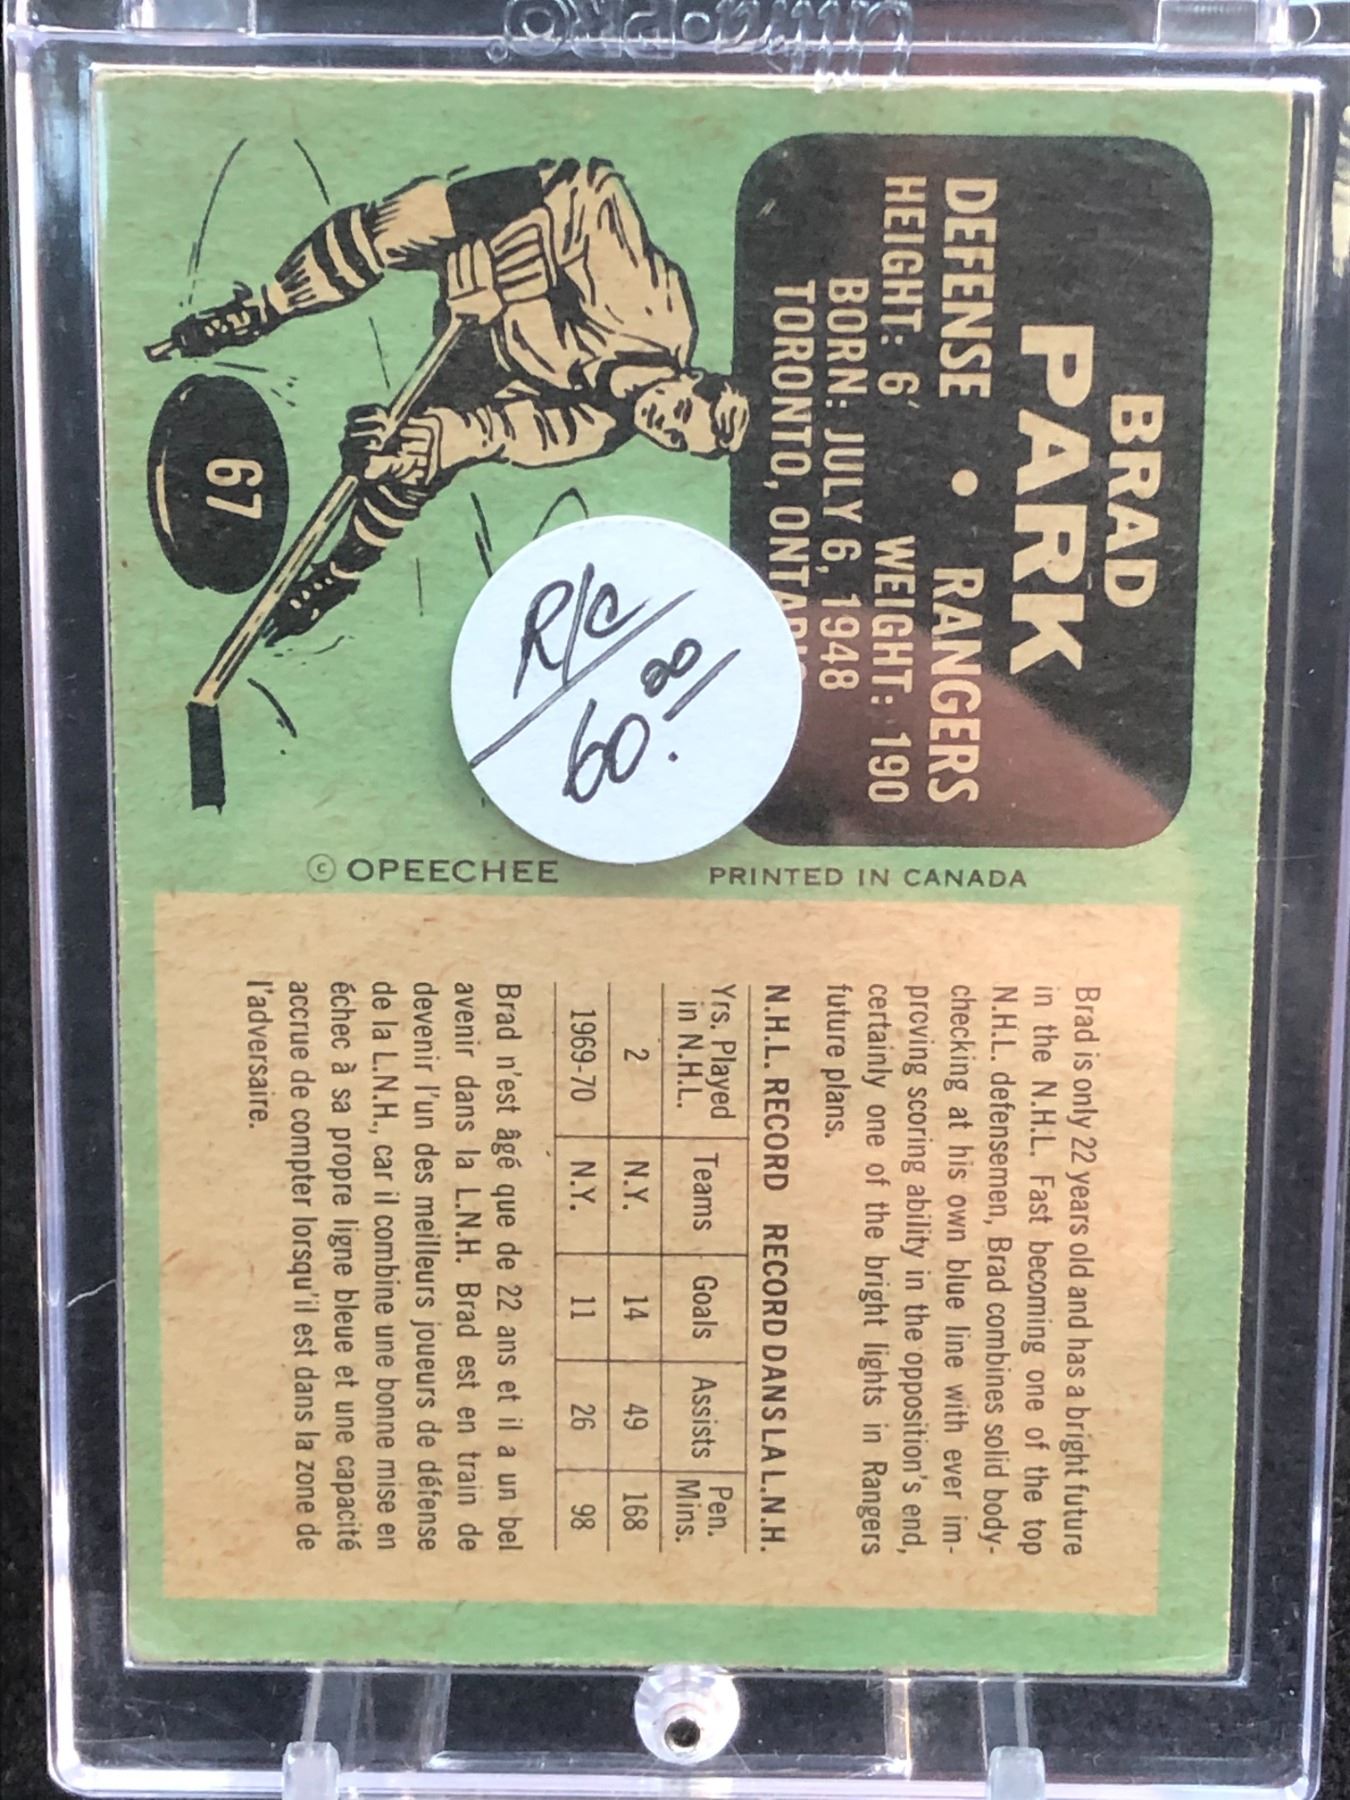 ultra·PRO®
BRAD
PARK
DEFENSE • RANGERS
HEIGHT: 6′ WEIGHT: 190
BORN: JULY 6, 1948
TORONTO, ONTARIO
67
R/C
60.00
© OPEECHEE
PRINTED IN CANADA
Brad is only 22 years old and has a bright future
in the N.H.L. Fast becoming one of the top
N.H.L. defensemen, Brad combines solid body-
checking at his own blue line with ever im-
proving scoring ability in the opposition's end,
certainly one of the bright lights in Rangers
future plans.
N.H.L. RECORD RECORD DANS LA L.N.H.
Yrs. Played in N.H.L. Teams Goals Assists Pen. Mins.
2 N.Y. 14 49 168
1969-70 N.Y. 11 26 98
Brad n'est âgé que de 22 ans et il a un bel
avenir dans la L.N.H. Brad est en train de
devenir l'un des meilleurs joueurs de défense
de la L.N.H., car il combine une bonne mise en
échec à sa propre ligne bleue et une capacité
accrue de compter lorsqu'il est dans la zone de
l'adversaire.